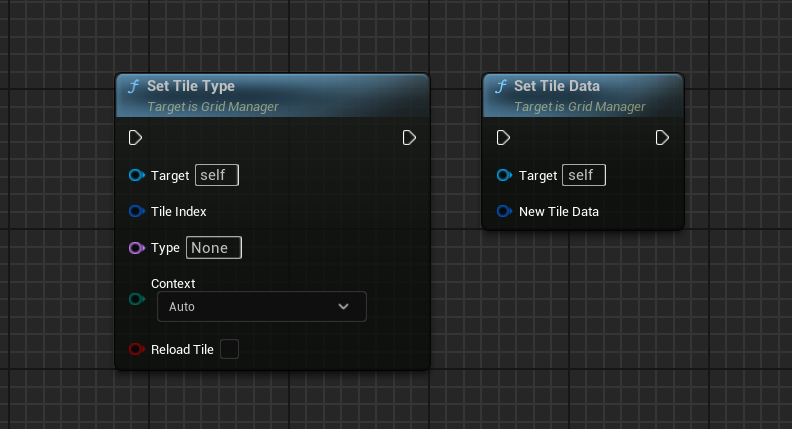 Set Tile Type
Target is Grid Manager
Target self
Tile Index
Type None
Context
Auto
Reload Tile
Set Tile Data
Target is Grid Manager
Target self
New Tile Data